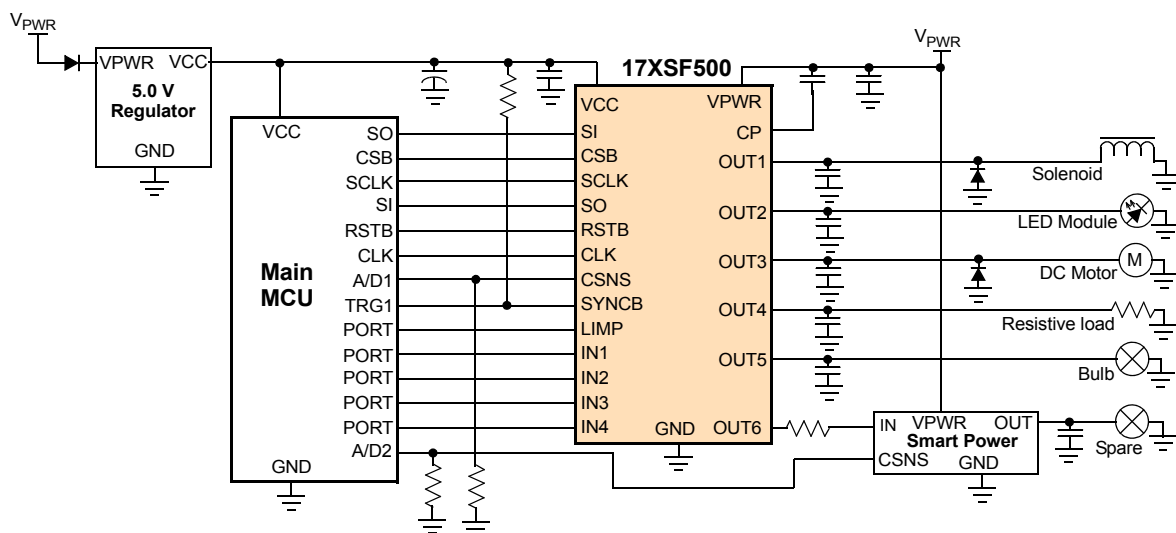 VPWR
VPWR
VCC
5.0 V
Regulator
GND
VPWR
17XSF500
VCC
SO
CSB
SCLK
SI
RSTB
CLK
A/D1
TRG1
PORT
PORT
PORT
PORT
PORT
A/D2
Main
MCU
GND
VCC
SI
CSB
SCLK
SO
RSTB
CLK
CSNS
SYNCB
LIMP
IN1
IN2
IN3
IN4
VPWR
CP
OUT1
OUT2
OUT3
OUT4
OUT5
OUT6
GND
Solenoid
LED Module
M
DC Motor
Resistive load
Bulb
IN
VPWR
OUT
Smart Power
CSNS
GND
Spare